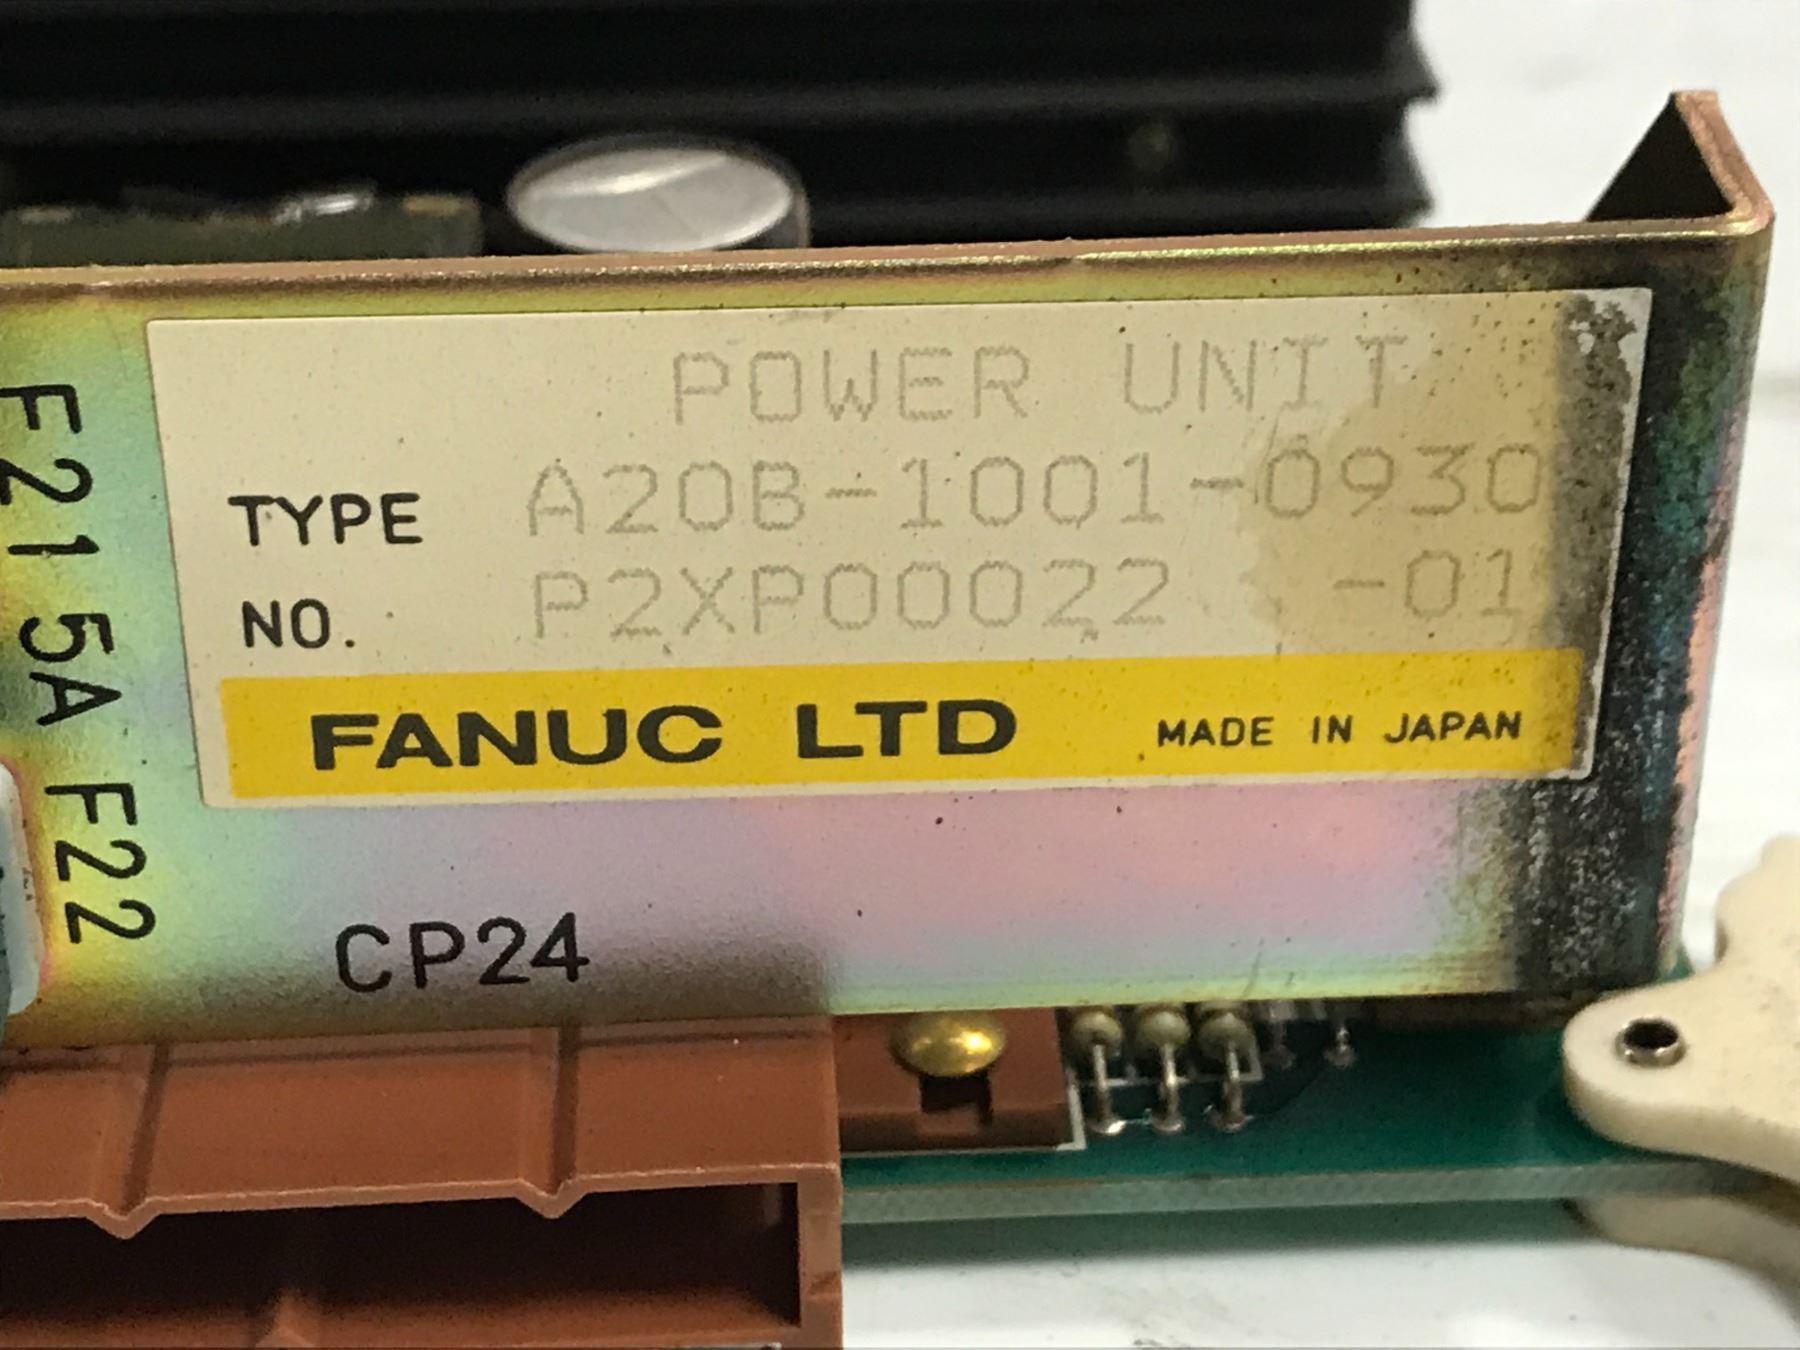 POWER UNIT
TYPE A20B-1001-0930
NO. P2XP00022 -01
FANUC LTD MADE IN JAPAN
F21 5A F22
CP24